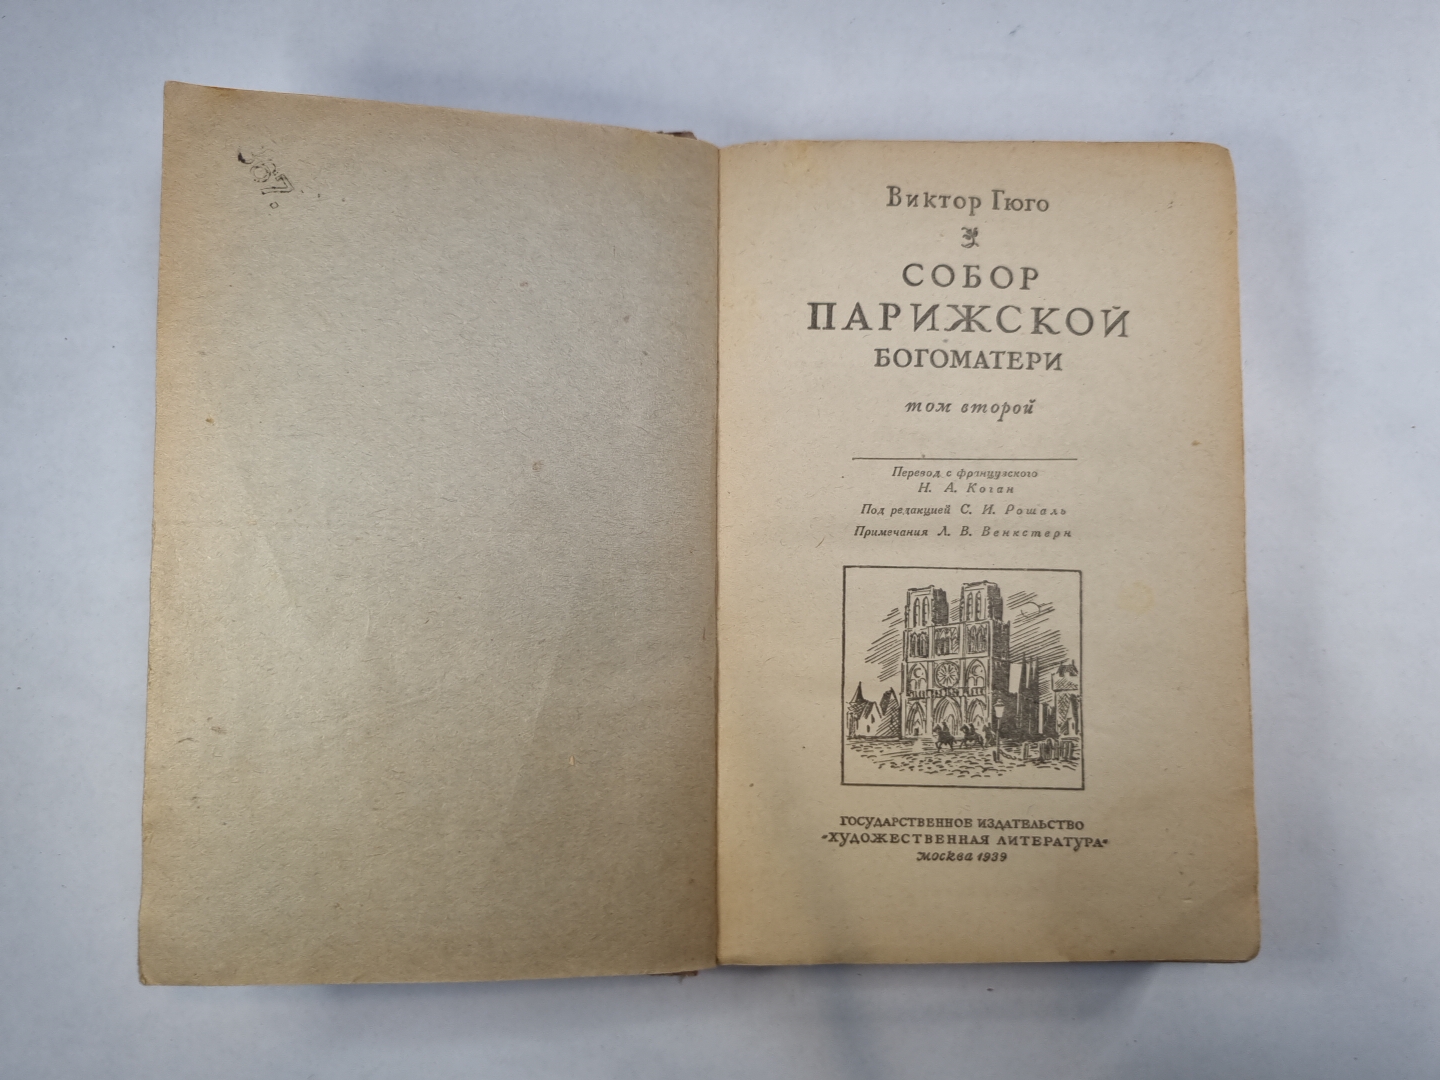 Виктор Гюго
СОБОР
ПАРИЖСКОЙ
БОГОМАТЕРИ
том второй
Перевод с французского
Н. А. Коган
Под редакцией С. И. Рошаль
Примечания Л. В. Венкстерн
ГОСУДАРСТВЕННОЕ ИЗДАТЕЛЬСТВО
«ХУДОЖЕСТВЕННАЯ ЛИТЕРАТУРА»
Москва 1939